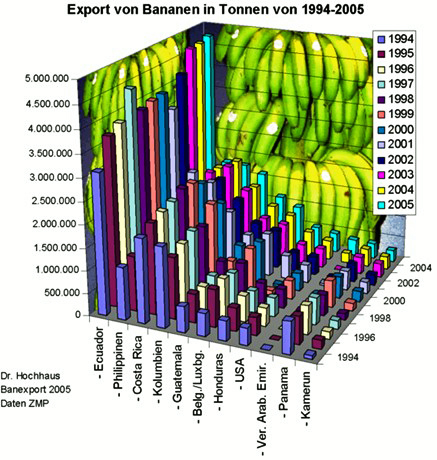 Export von Bananen in Tonnen von 1994-2005
1994
1995
1996
1997
1998
1999
2000
2001
2002
2003
2004
2005
5.000.000
4.500.000
4.000.000
3.500.000
3.000.000
2.500.000
2.000.000
1.500.000
1.000.000
500.000
0
2004
2002
2000
1998
1996
1994
- Ecuador
- Philippinen
- Costa Rica
- Kolumbien
- Guatemala
- Belg./Luxbg.
- Honduras
- USA
- Ver. Arab. Emir.
- Panama
- Kamerun
Dr. Hochhaus
Banexport 2005
Daten ZMP